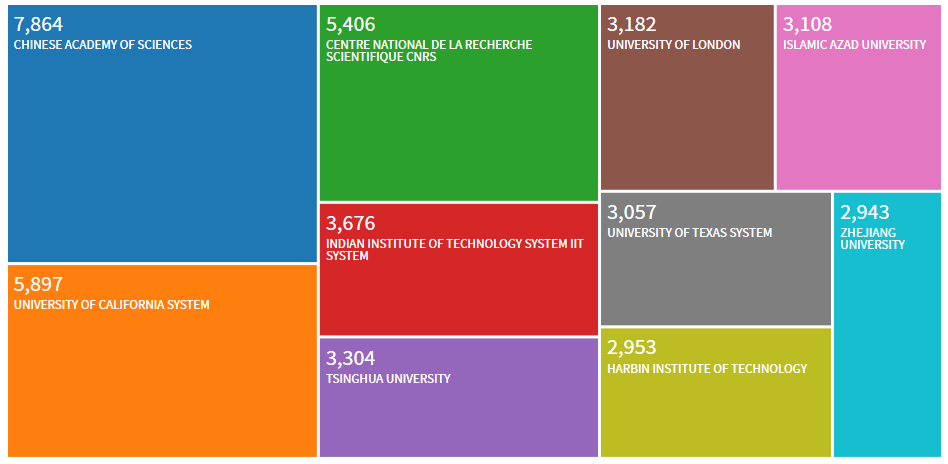 7,864
CHINESE ACADEMY OF SCIENCES
5,897
UNIVERSITY OF CALIFORNIA SYSTEM
5,406
CENTRE NATIONAL DE LA RECHERCHE
SCIENTIFIQUE CNRS
3,676
INDIAN INSTITUTE OF TECHNOLOGY SYSTEM IIT
SYSTEM
3,304
TSINGHUA UNIVERSITY
3,182
UNIVERSITY OF LONDON
3,108
ISLAMIC AZAD UNIVERSITY
3,057
UNIVERSITY OF TEXAS SYSTEM
2,953
HARBIN INSTITUTE OF TECHNOLOGY
2,943
ZHEJIANG
UNIVERSITY